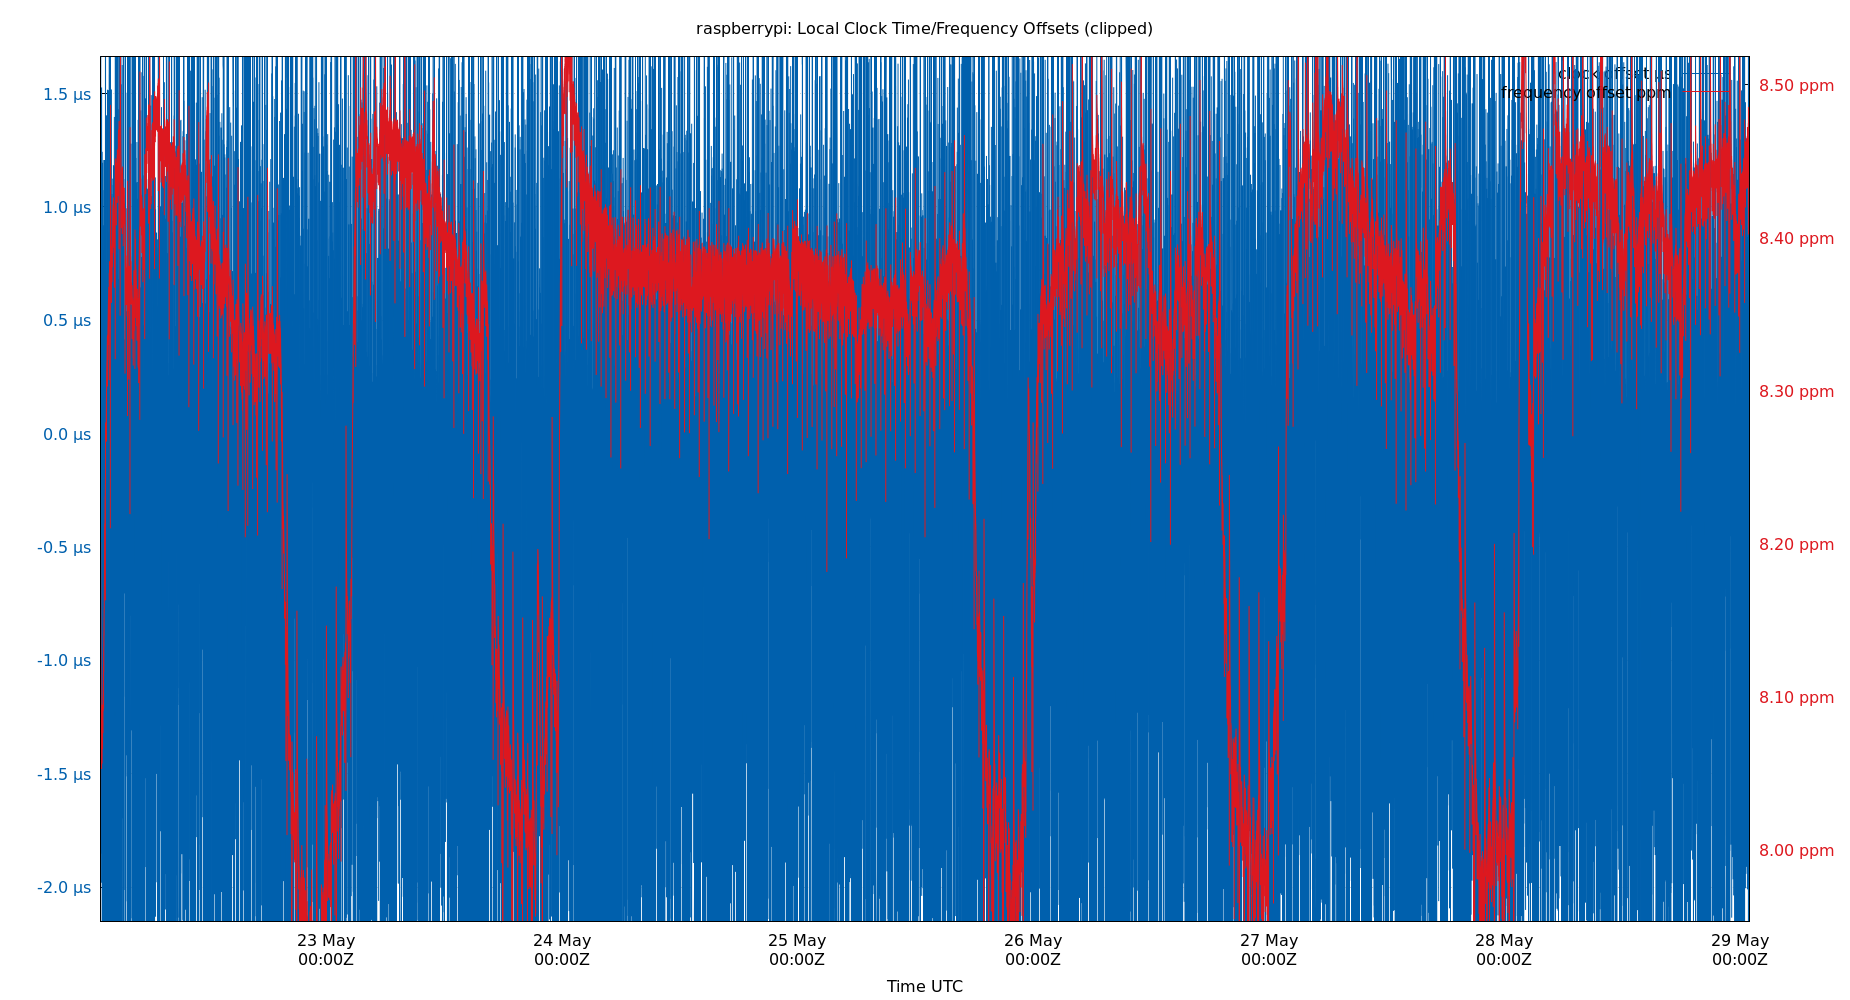 raspberrypi: Local Clock Time/Frequency Offsets (clipped)
clock offset µs
frequency offset ppm
1.5 µs
1.0 µs
0.5 µs
0.0 µs
-0.5 µs
-1.0 µs
-1.5 µs
-2.0 µs
8.50 ppm
8.40 ppm
8.30 ppm
8.20 ppm
8.10 ppm
8.00 ppm
23 May
00:00Z
24 May
00:00Z
25 May
00:00Z
26 May
00:00Z
27 May
00:00Z
28 May
00:00Z
29 May
00:00Z
Time UTC